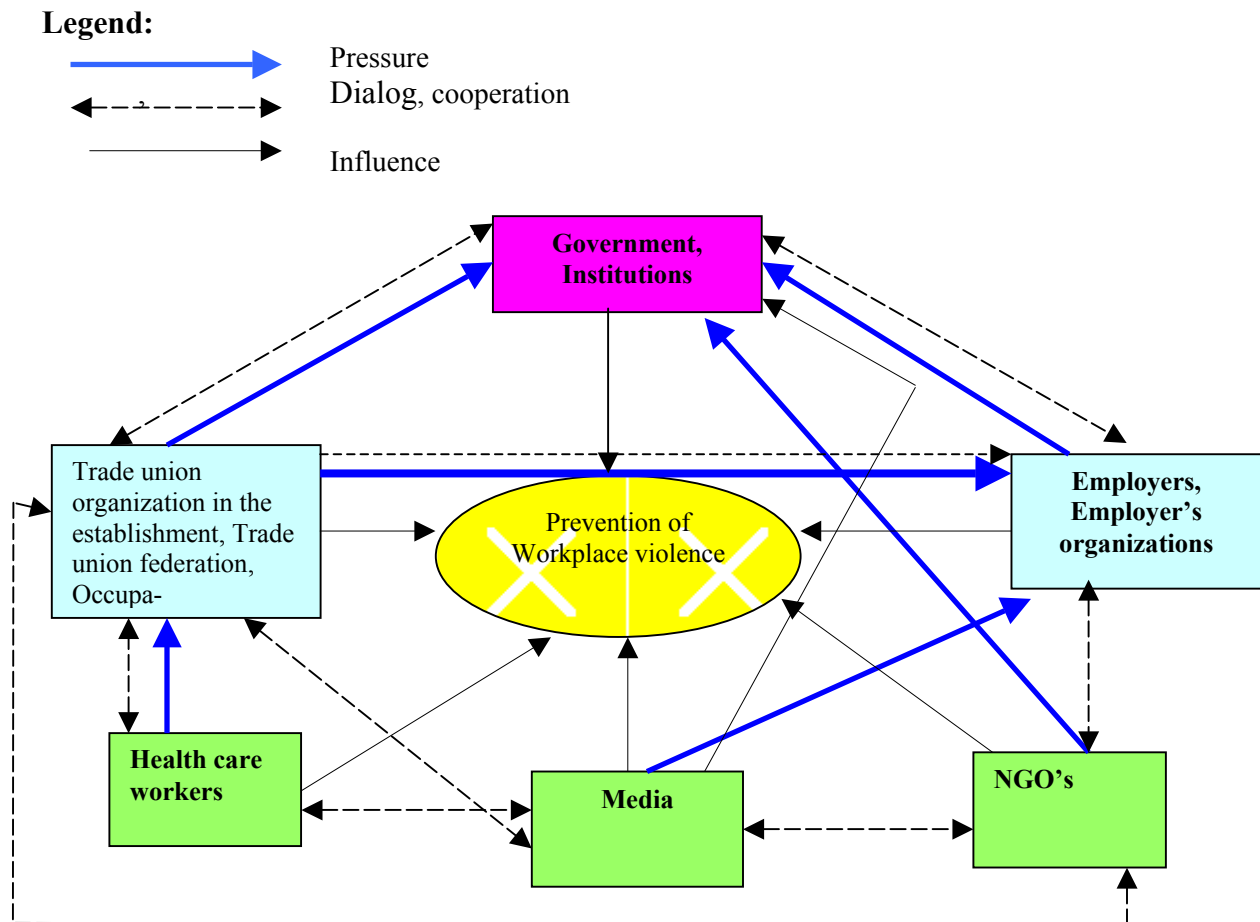 Legend:
Pressure
Dialog, cooperation
Influence
Government,
Institutions
Trade union
organization in the
establishment, Trade
union federation,
Occupa-
Prevention of
Workplace violence
Employers,
Employer’s
organizations
Health care
workers
Media
NGO’s